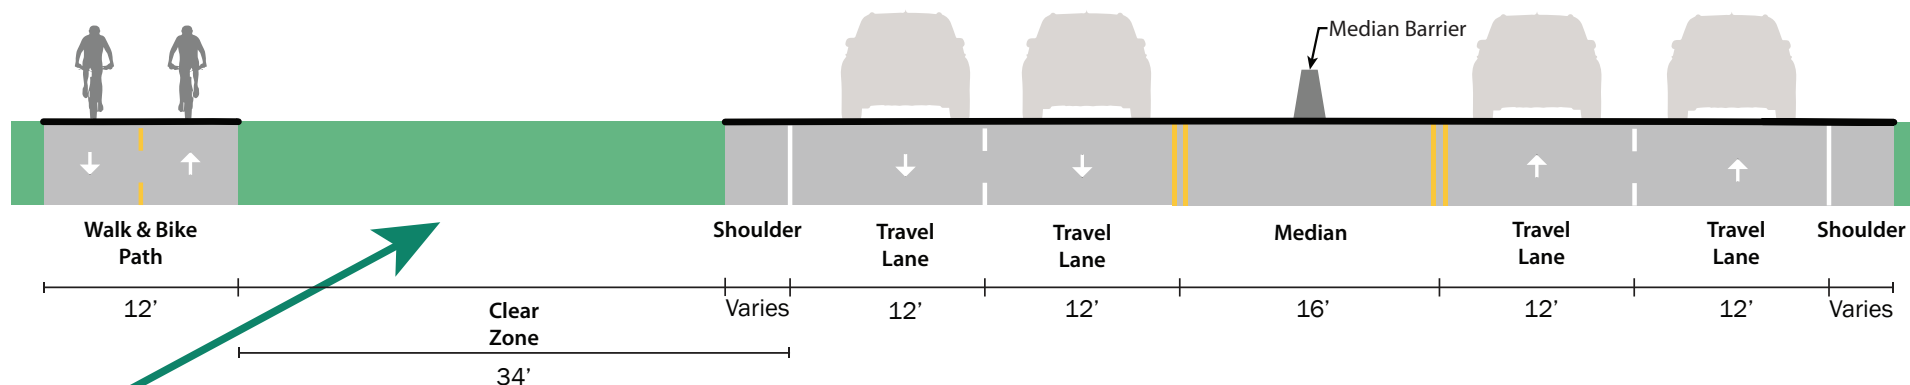 Median Barrier
Walk & Bike
Path
Shoulder
Travel
Lane
Travel
Lane
Median
Travel
Lane
Travel
Lane
Shoulder
12’
Clear
Zone
Varies
12’
12’
16’
12’
12’
Varies
34’